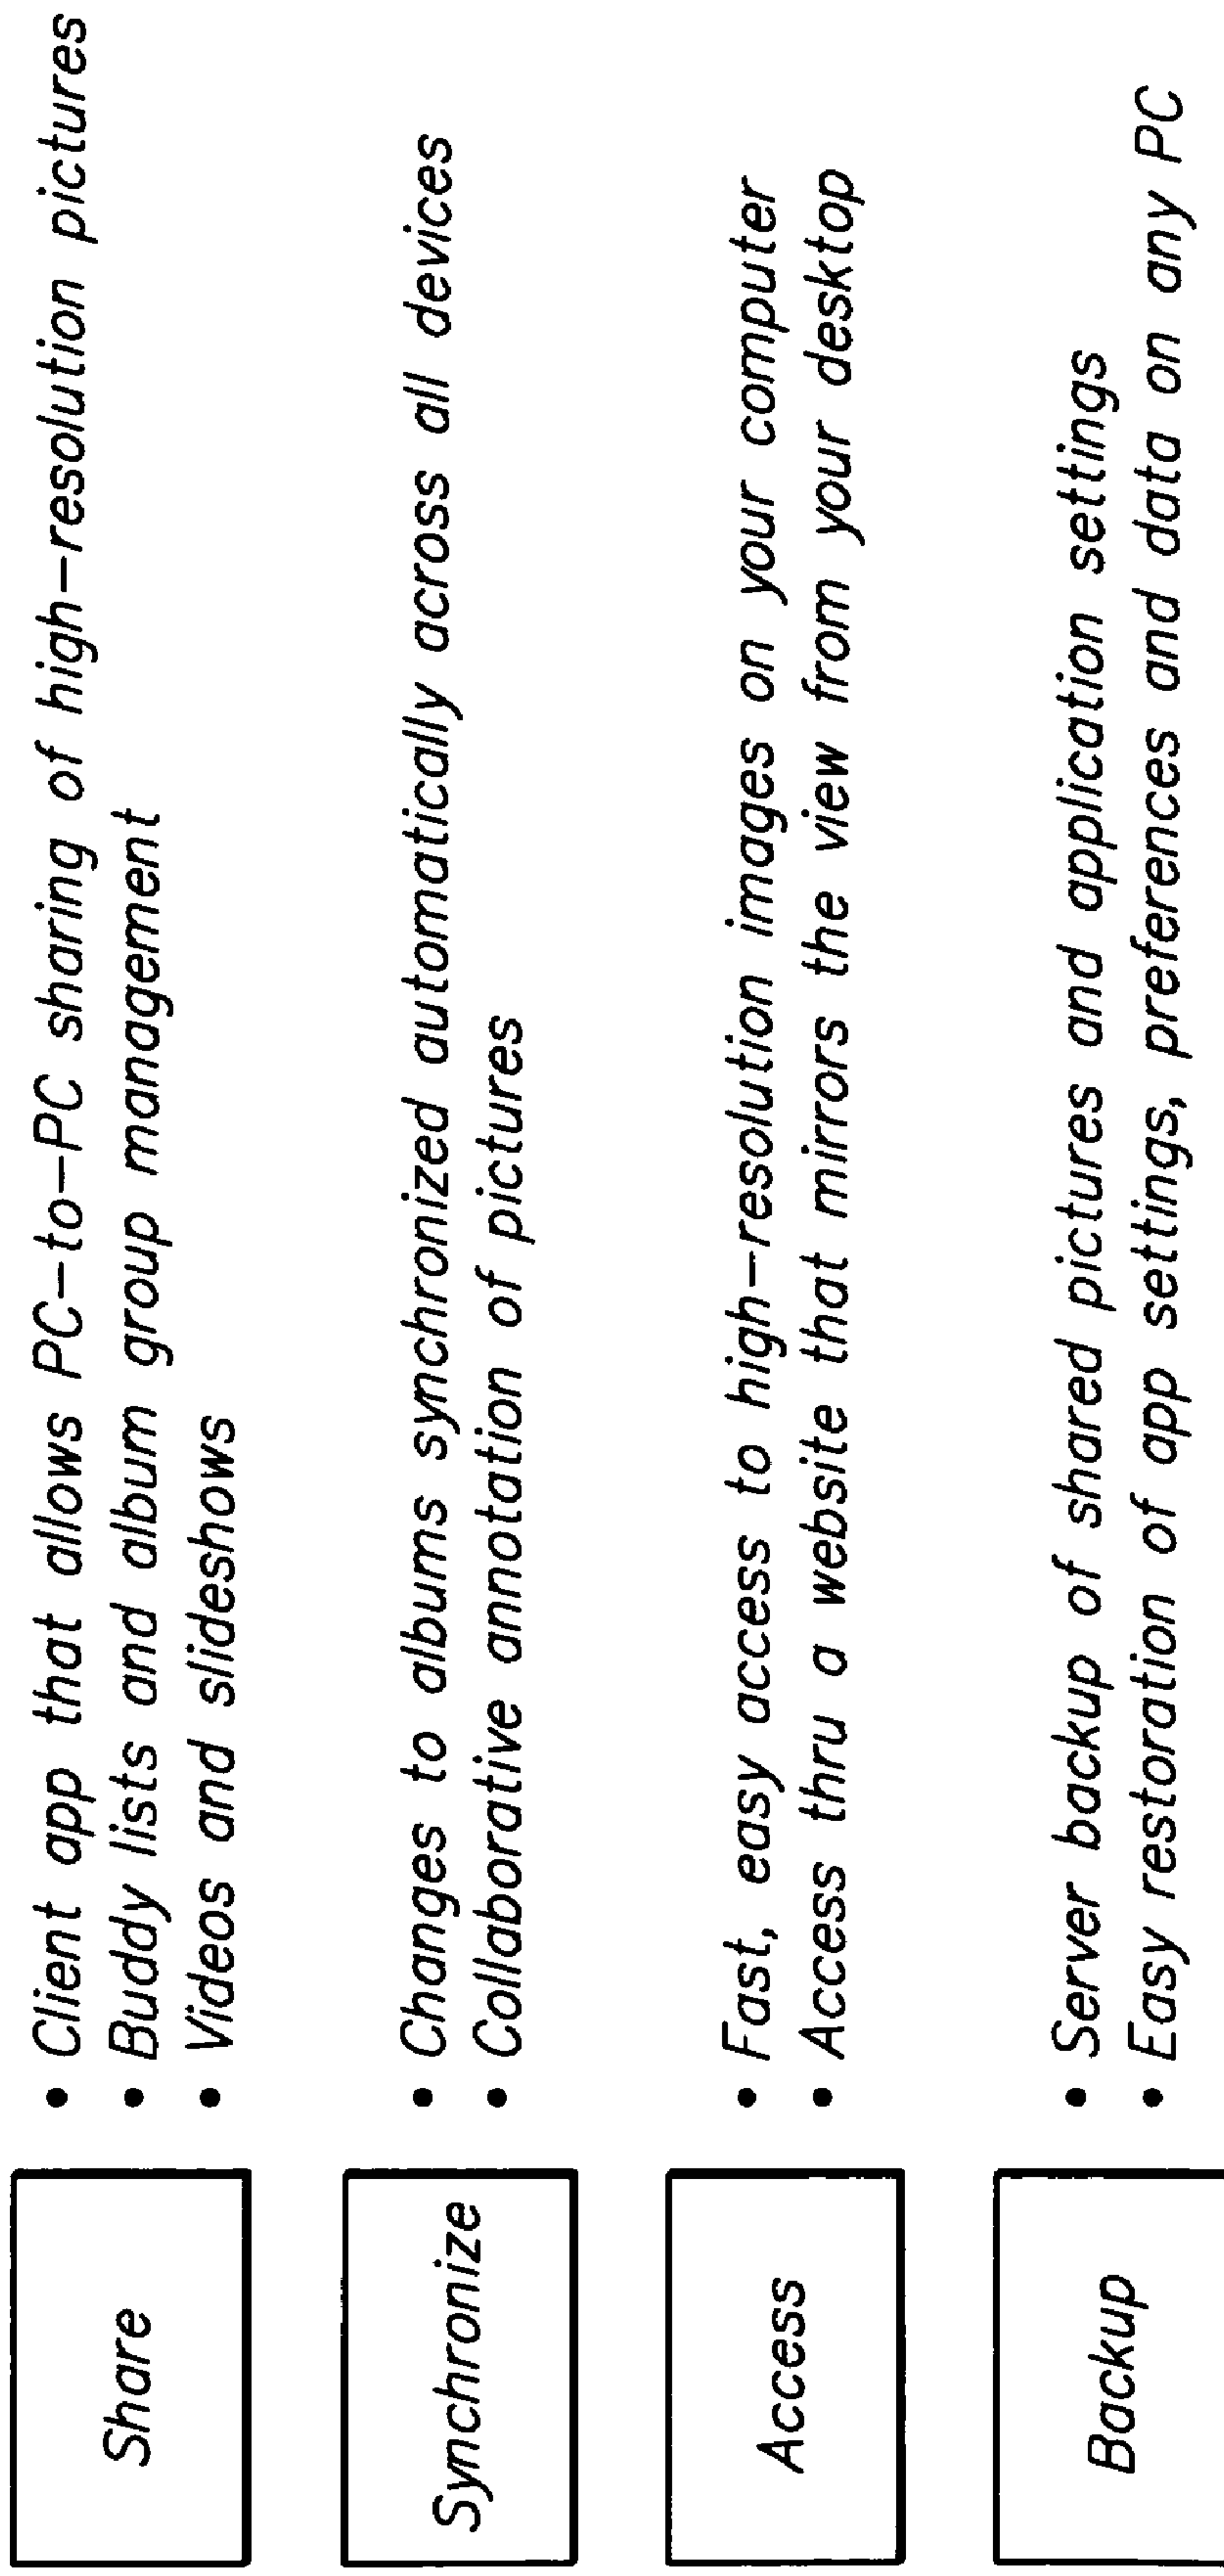 Share
• Client app that allows PC-to-PC sharing of high-resolution pictures
• Buddy lists and album group management
• Videos and slideshows
Synchronize
• Changes to albums synchronized automatically across all devices
• Collaborative annotation of pictures
Access
• Fast, easy access to high-resolution images on your computer
• Access thru a website that mirrors the view from your desktop
Backup
• Server backup of shared pictures and application settings
• Easy restoration of app settings, preferences and data on any PC